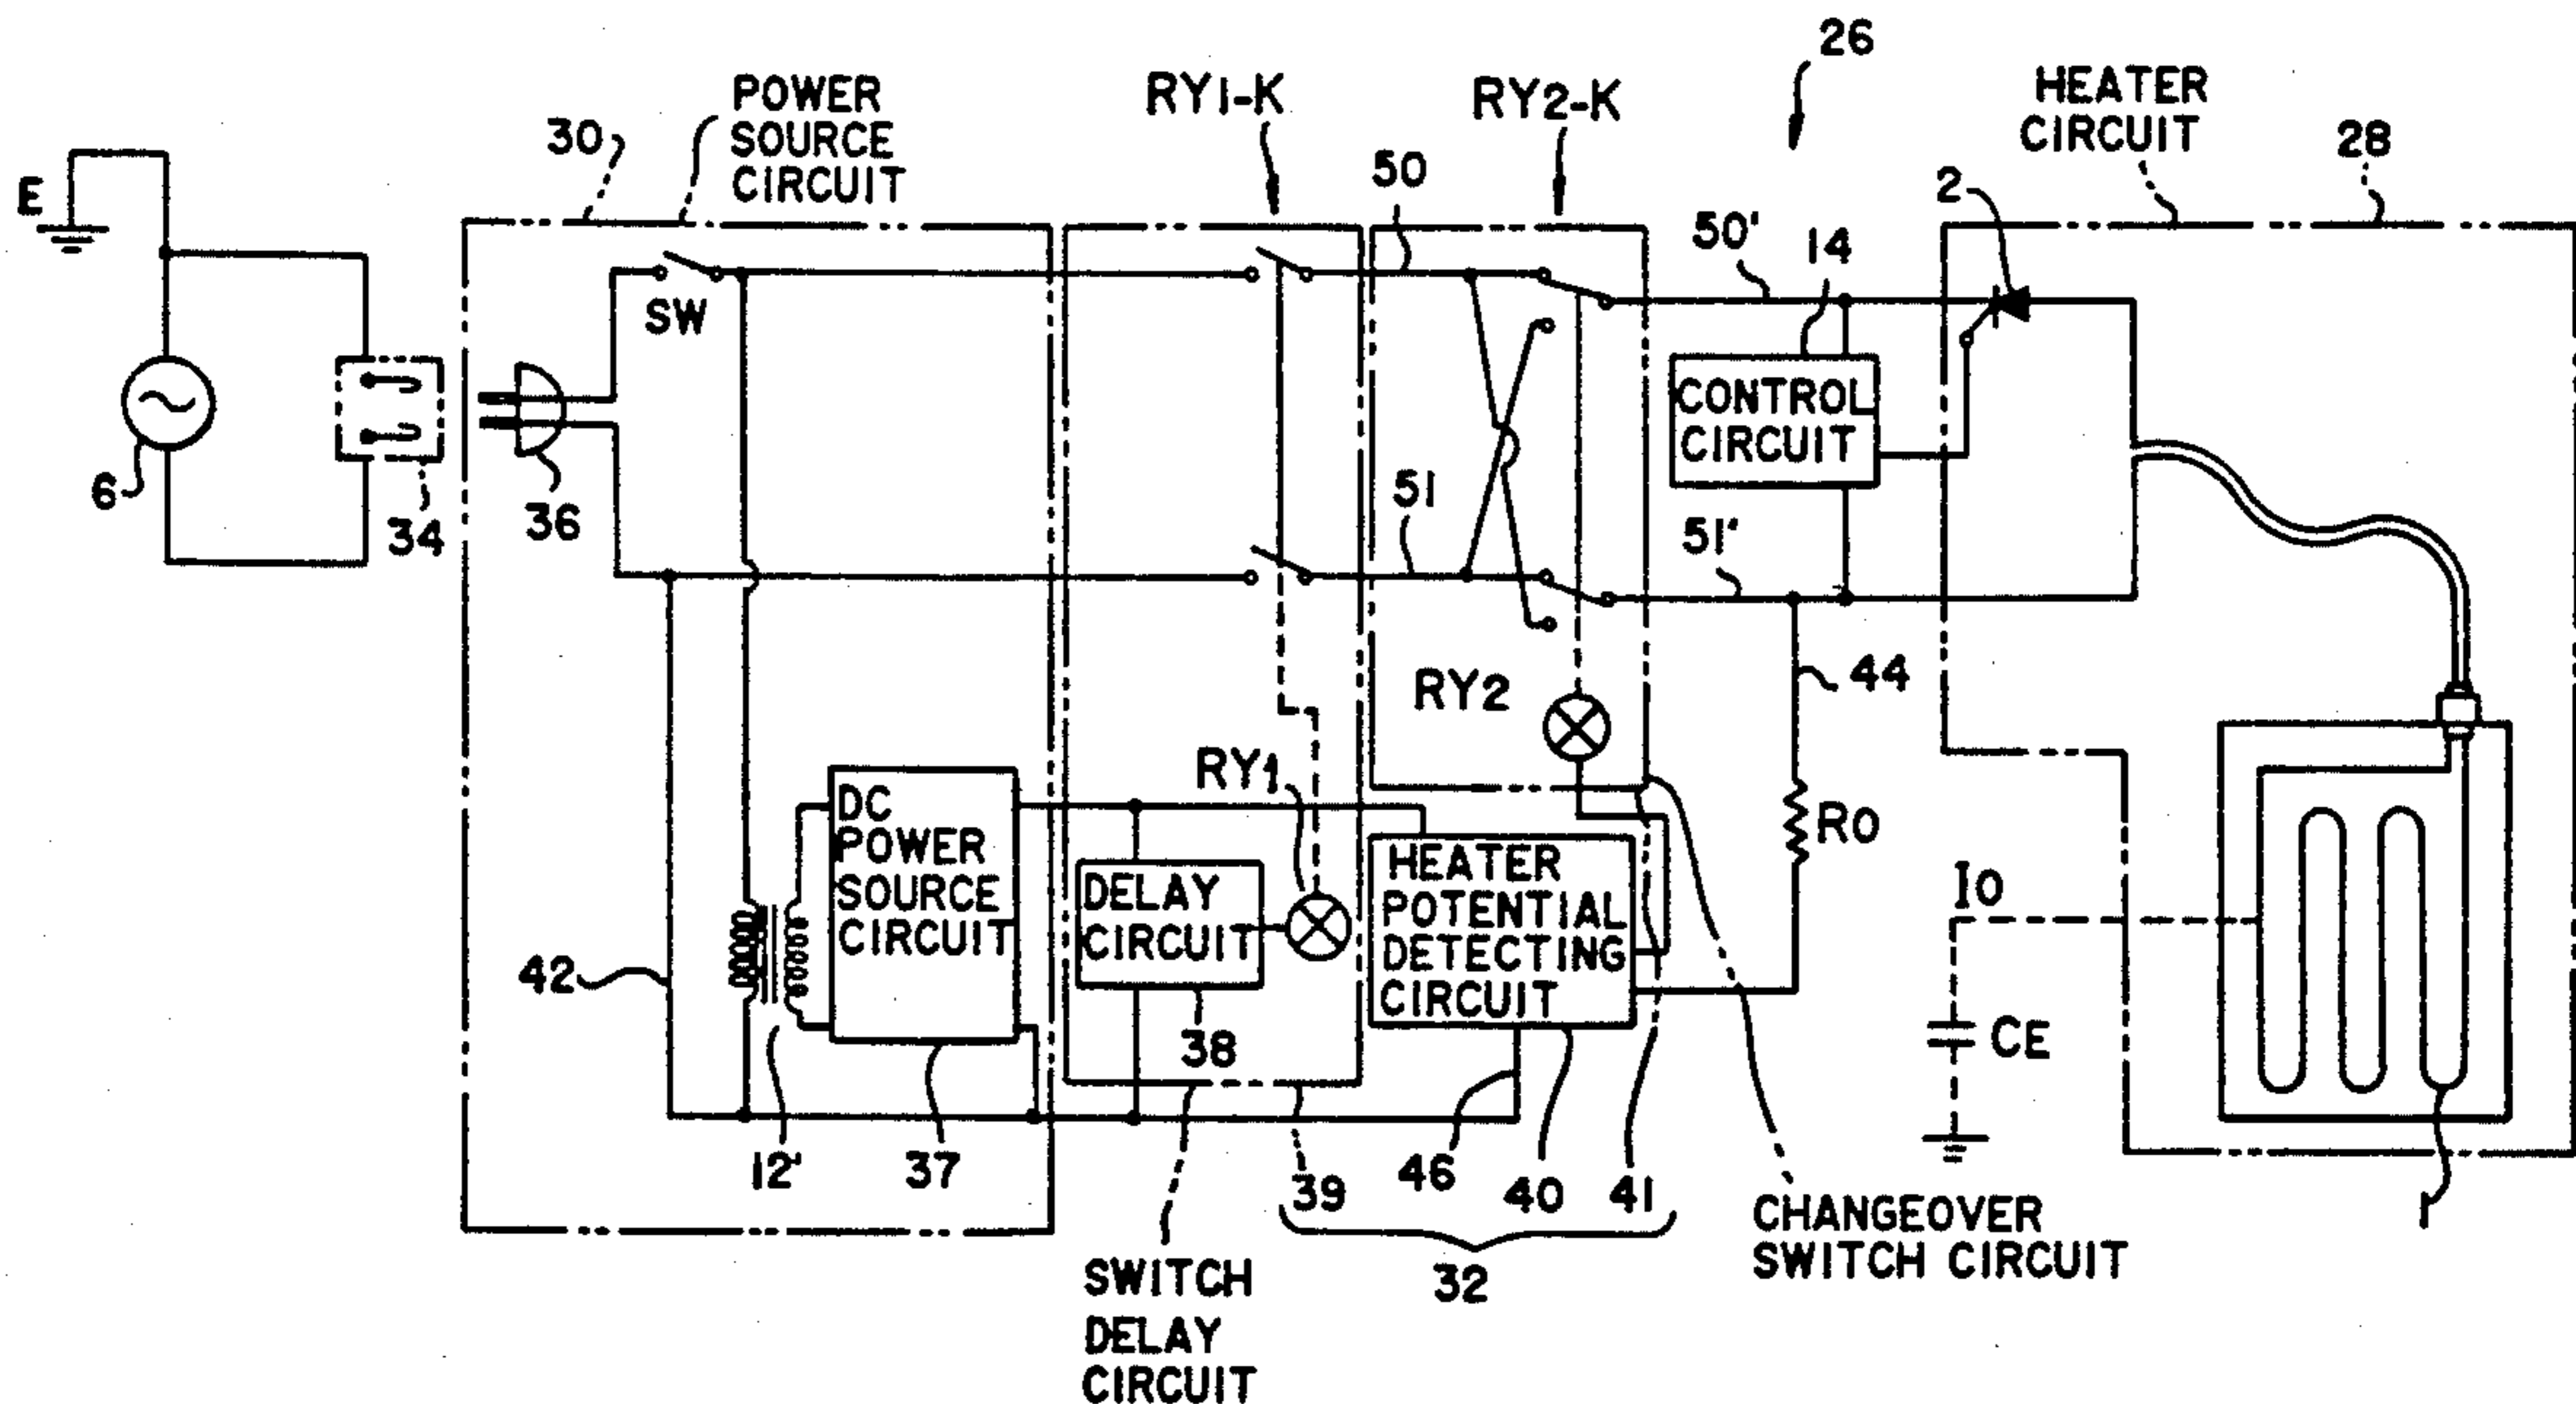 26
HEATER
CIRCUIT
28
POWER
SOURCE
CIRCUIT
30
RY1-K
RY2-K
E
50
2
50'
14
SW
CONTROL
CIRCUIT
6
34
36
51
51'
44
RY2
RY1
RO
DC
POWER
SOURCE
CIRCUIT
DELAY
CIRCUIT
HEATER
POTENTIAL
DETECTING
CIRCUIT
IO
42
38
CE
12'
37
46
39
40
41
32
CHANGEOVER
SWITCH CIRCUIT
1
SWITCH
DELAY
CIRCUIT